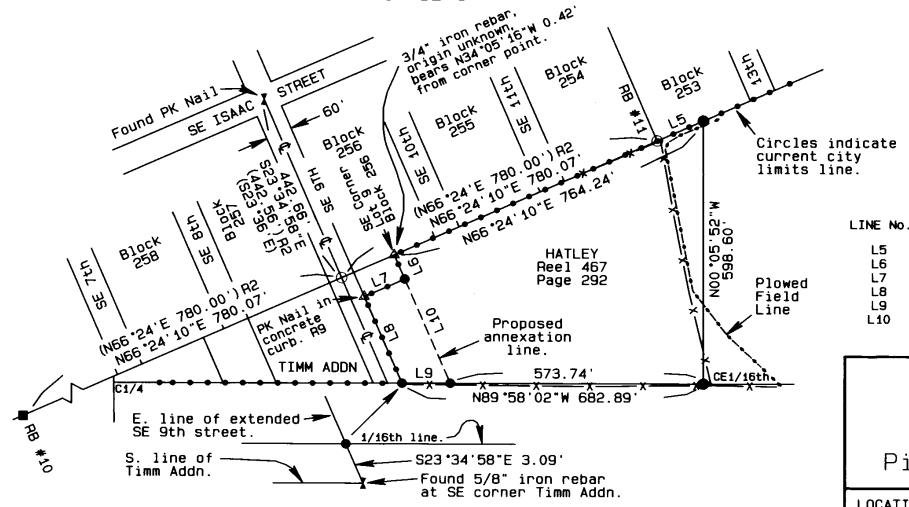 3/4" iron rebar,
origin unknown,
bears N34°05'16"W 0.42'
from corner point.
Found PK Nail
SE ISAAC STREET
60'
Block
254
Block
255
SE 11th
SE 10th
RB #11
Block
253
13th
L5
Circles indicate
current city
limits line.
Block
256
SE Corner
Lot 6
Block 256
SE 9TH
442.66'
S23°34'58"E
(442.56') R2
(S23°36'E)
Block
257
SE 8th
Block
258
SE 7th
(N66°24'E 780.00')R2
N66°24'10"E 780.07'
N66°24'10"E 764.24'
(N66°24'E 780.00')R2
N66°24'10"E 780.07'
HATLEY
Reel 467
Page 292
N00°05'52"W
598.60'
Plowed
Field
Line
LINE No.
L5
L6
L7
L8
L9
L10
L6
L7
L8
L10
PK Nail in
concrete
curb. R9
Proposed
annexation
line.
TIMM ADDN
C1/4
L9
573.74'
CE1/16th
N89°58'02"W 682.89'
RB #10
E. line of extended
SE 9th street.
1/16th line.
S. line of
Timm Addn.
S23°34'58"E 3.09'
Found 5/8" iron rebar
at SE corner Timm Addn.
Pi
LOCATI